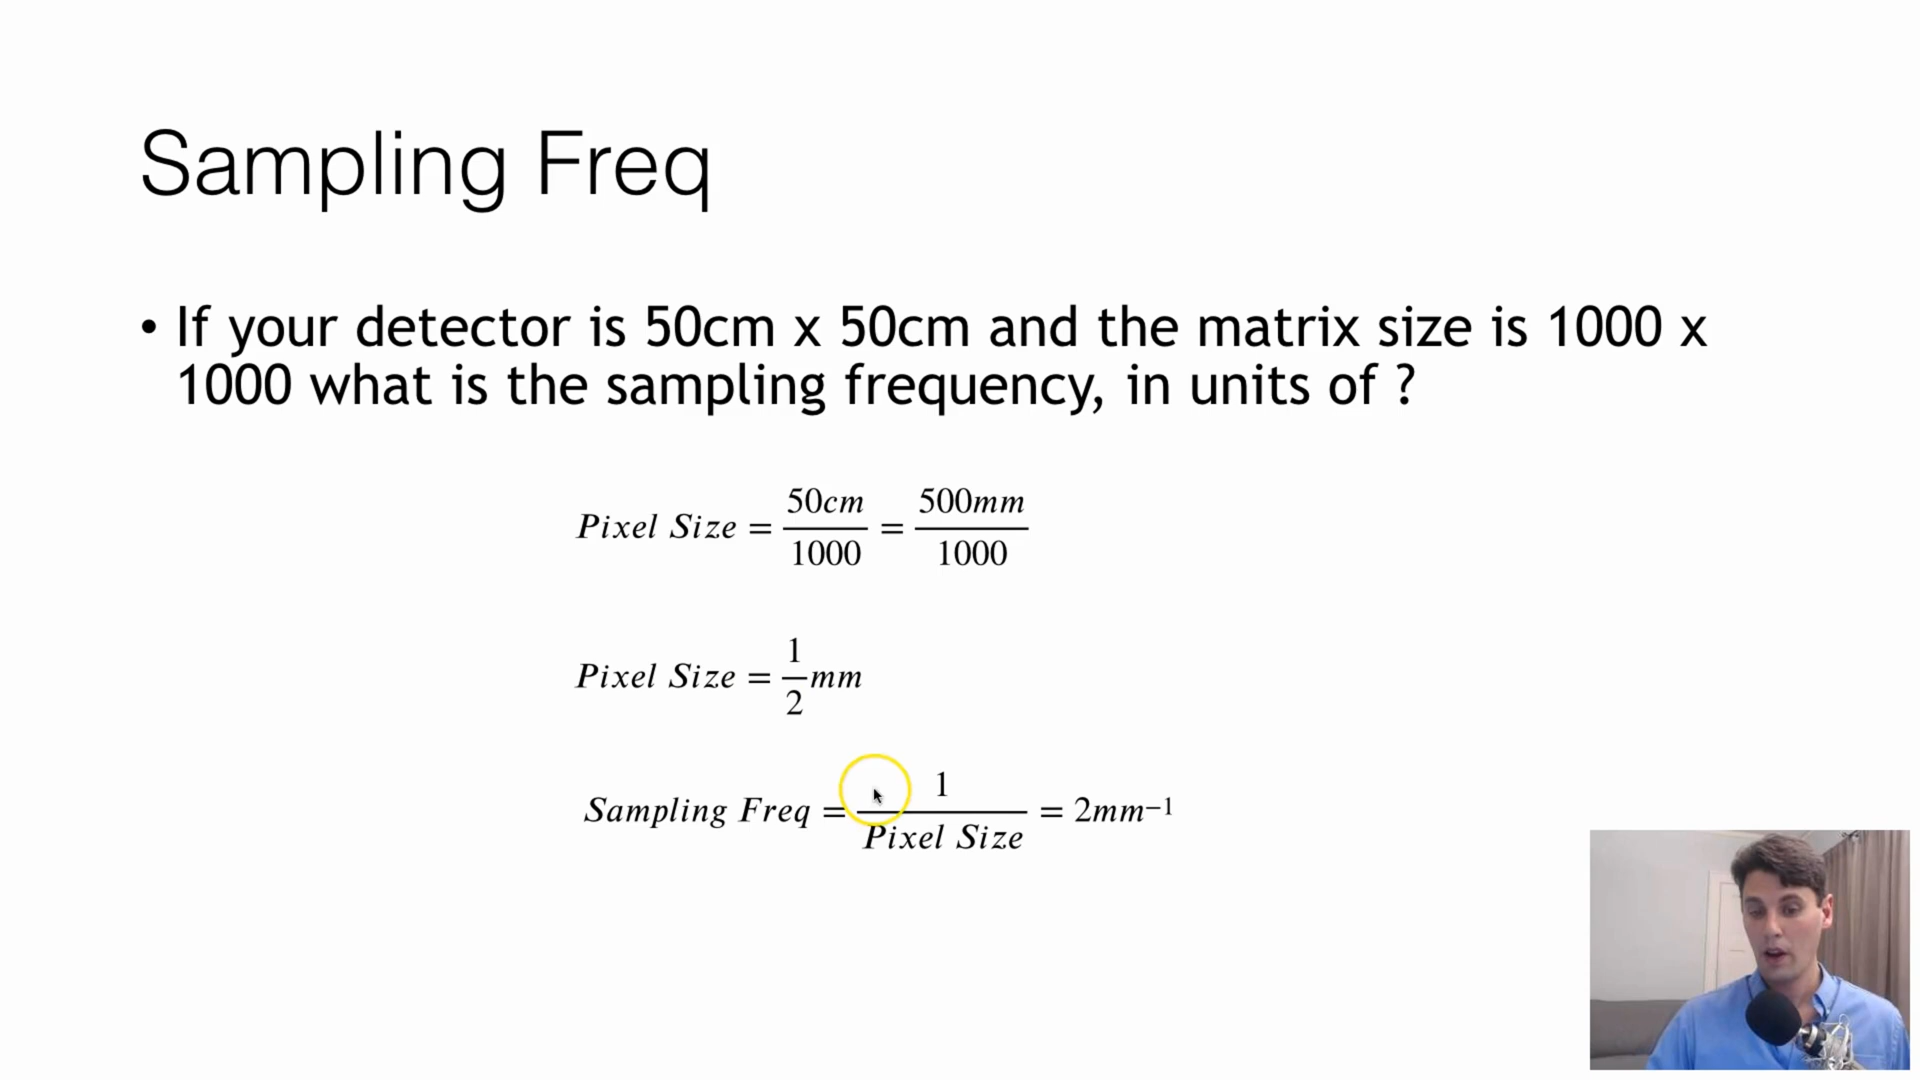 Sampling Freq
• If your detector is 50cm x 50cm and the matrix size is 1000 x
1000 what is the sampling frequency, in units of ?
Pixel Size = 50cm/1000 = 500mm/1000
Pixel Size = 1/2 mm
Sampling Freq = 1/Pixel Size = 2mm⁻¹